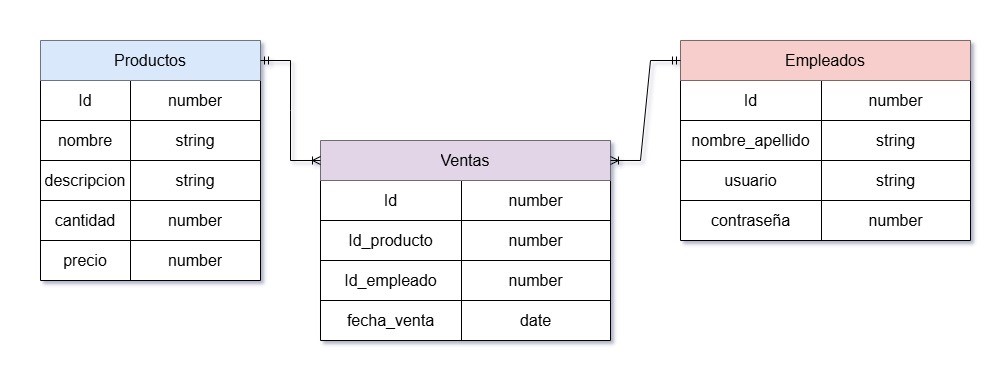 Productos
Id number
nombre string
descripcion string
cantidad number
precio number
Ventas
Id number
Id_producto number
Id_empleado number
fecha_venta date
Empleados
Id number
nombre_apellido string
usuario string
contraseña number